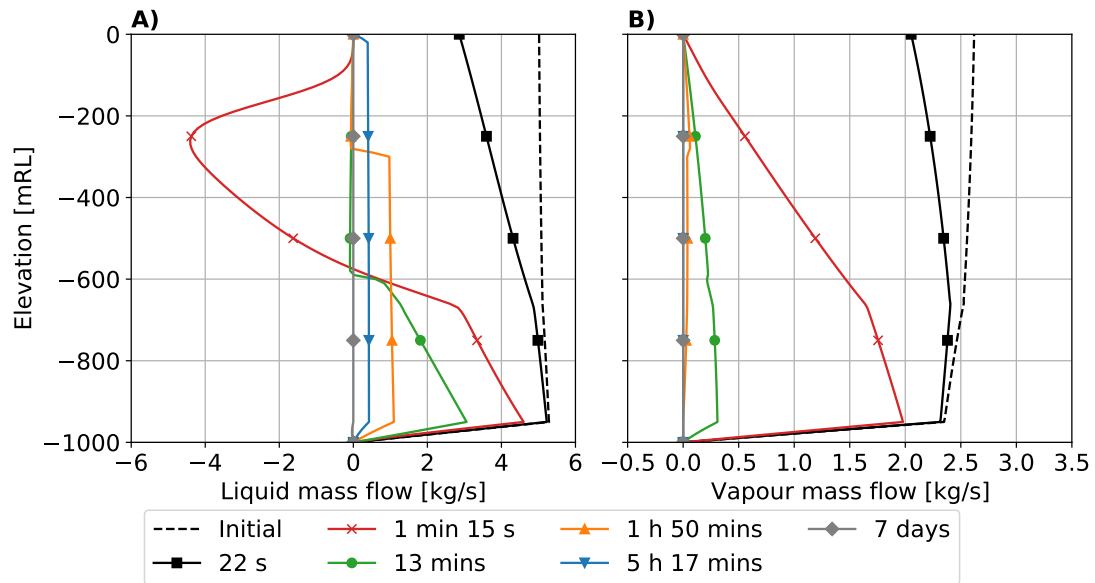 A)
B)
0
−200
−400
−600
−800
−1000
Elevation [mRL]
−6 −4 −2 0 2 4 6
−0.5 0.0 0.5 1.0 1.5 2.0 2.5 3.0 3.5
Liquid mass flow [kg/s]
Vapour mass flow [kg/s]
Initial 1 min 15 s 1 h 50 mins 7 days
22 s 13 mins 5 h 17 mins